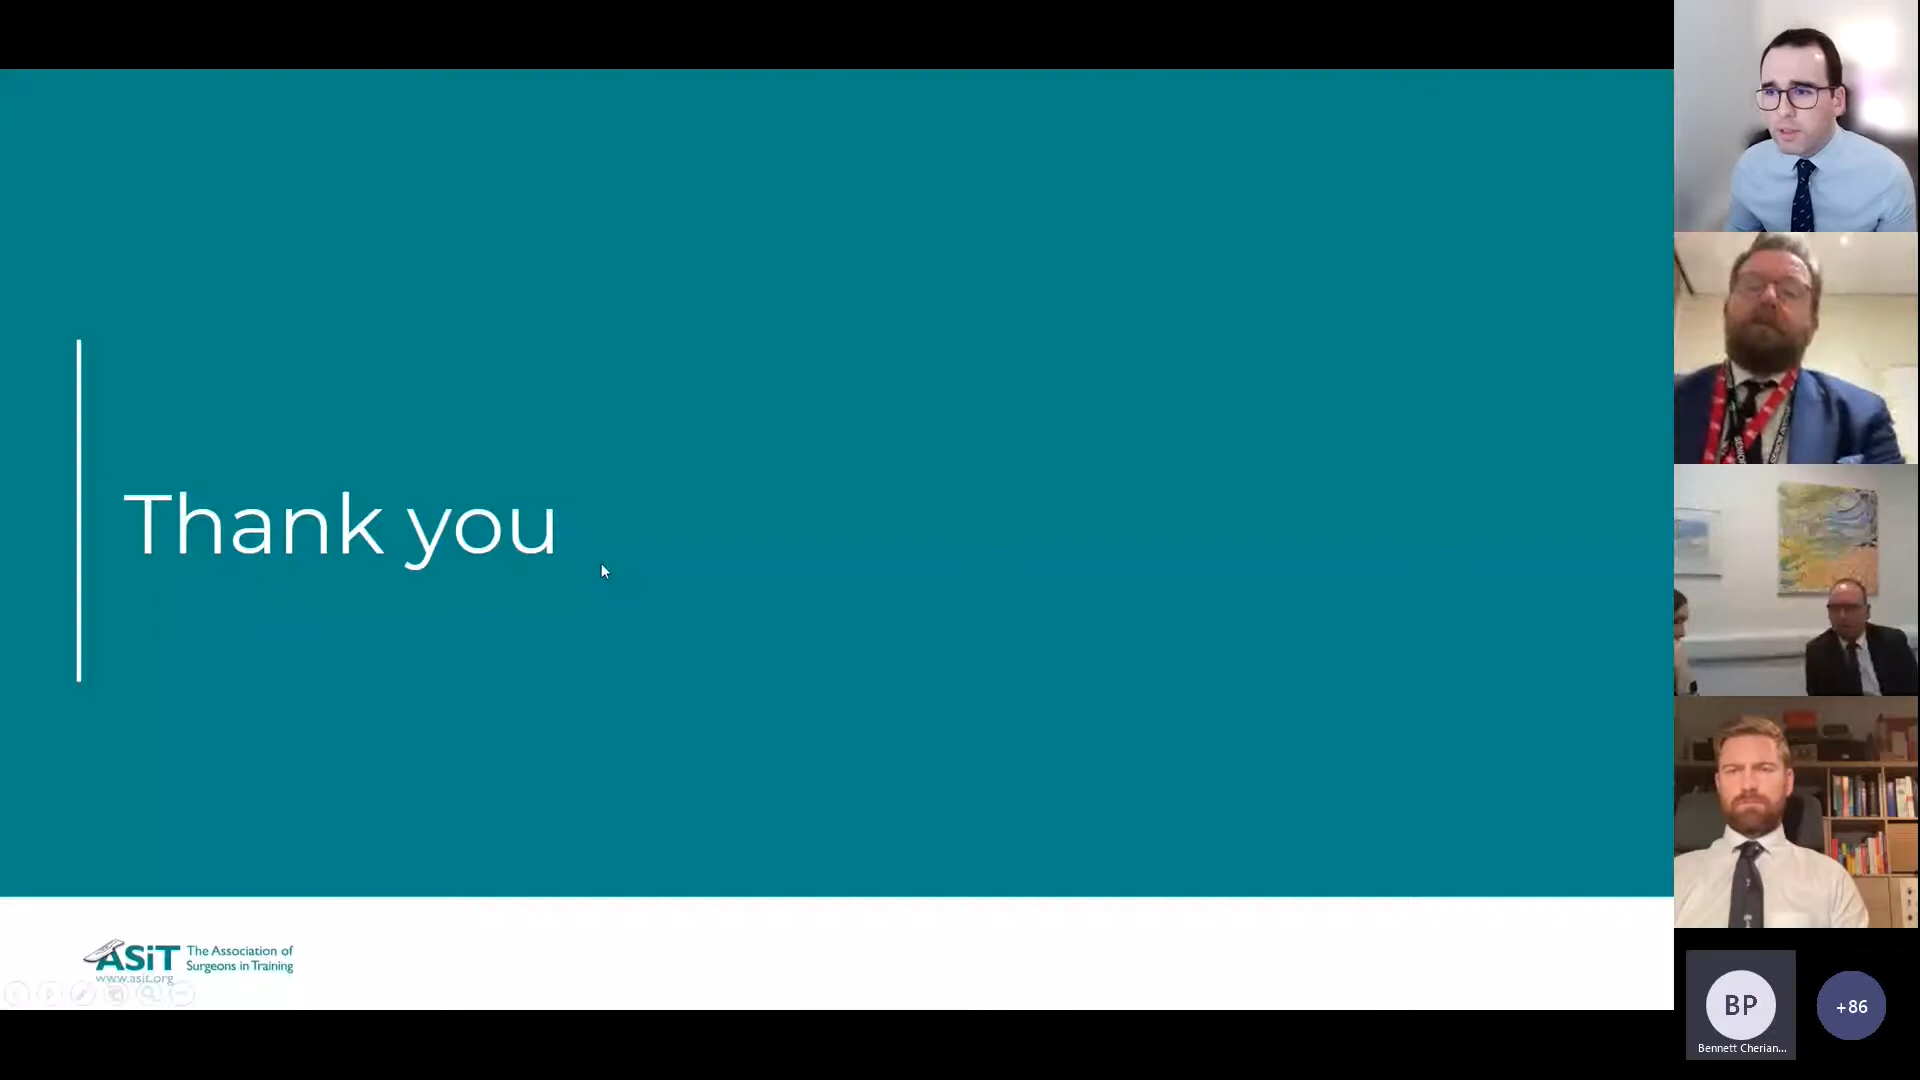 Thank you
ASiT The Association of
Surgeons in Training
www.asit.org
BP
+86
Bennett Cherian...